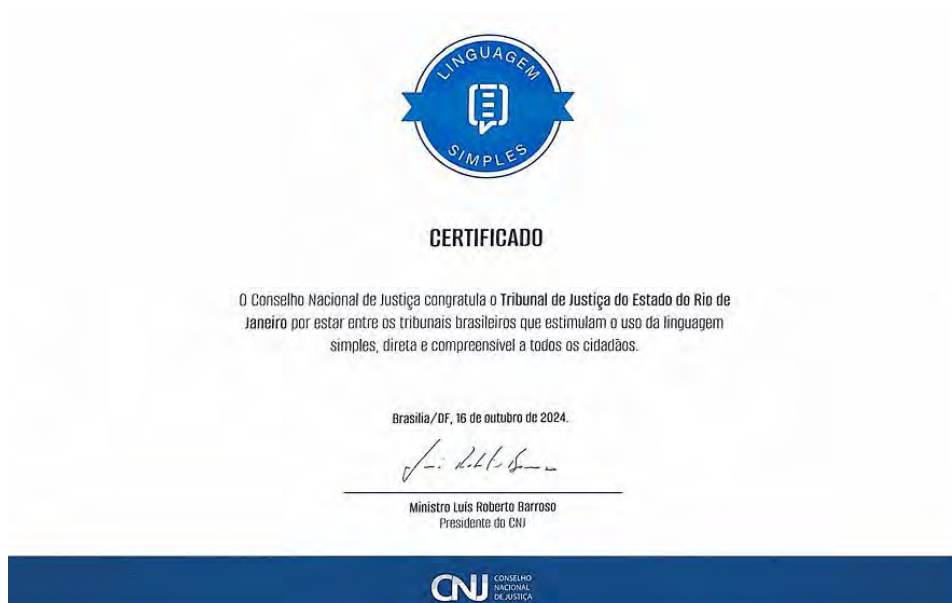 LINGUAGEM
SIMPLES
CERTIFICADO
O Conselho Nacional de Justiça congratula o Tribunal de Justiça do Estado do Rio de
Janeiro por estar entre os tribunais brasileiros que estimulam o uso da linguagem
simples, direta e compreensível a todos os cidadãos.
Brasília/DF, 16 de outubro de 2024.
Ministro Luís Roberto Barroso
Presidente do CNJ
CNJ CONSELHO
NACIONAL
DE JUSTIÇA